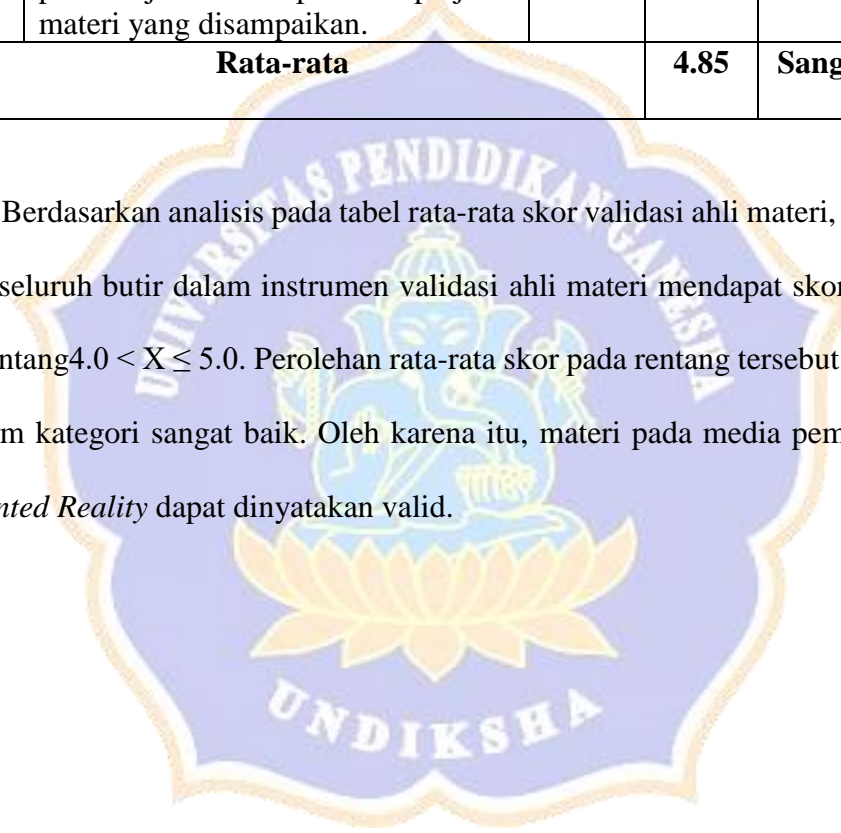 materi yang disampaikan.
Rata-rata 4.85 Sang
UNIVERSITAS PENDIDIKAN GANESHA
Berdasarkan analisis pada tabel rata-rata skor validasi ahli materi,
seluruh butir dalam instrumen validasi ahli materi mendapat skor
ntang4.0 < X ≤ 5.0. Perolehan rata-rata skor pada rentang tersebut
m kategori sangat baik. Oleh karena itu, materi pada media pem
nted Reality dapat dinyatakan valid.
UNDIKSHA